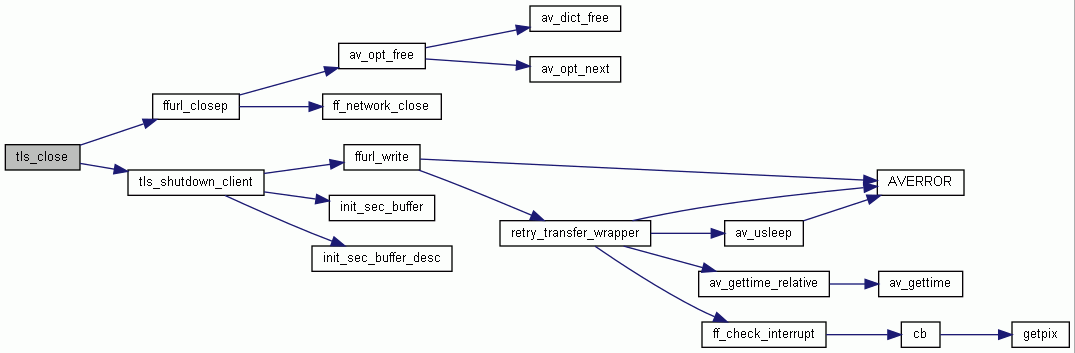 av_dict_free
av_opt_free
av_opt_next
ffurl_closep
ff_network_close
tls_close
ffurl_write
tls_shutdown_client
AVERROR
init_sec_buffer
retry_transfer_wrapper
av_usleep
init_sec_buffer_desc
av_gettime_relative
av_gettime
ff_check_interrupt
cb
getpix